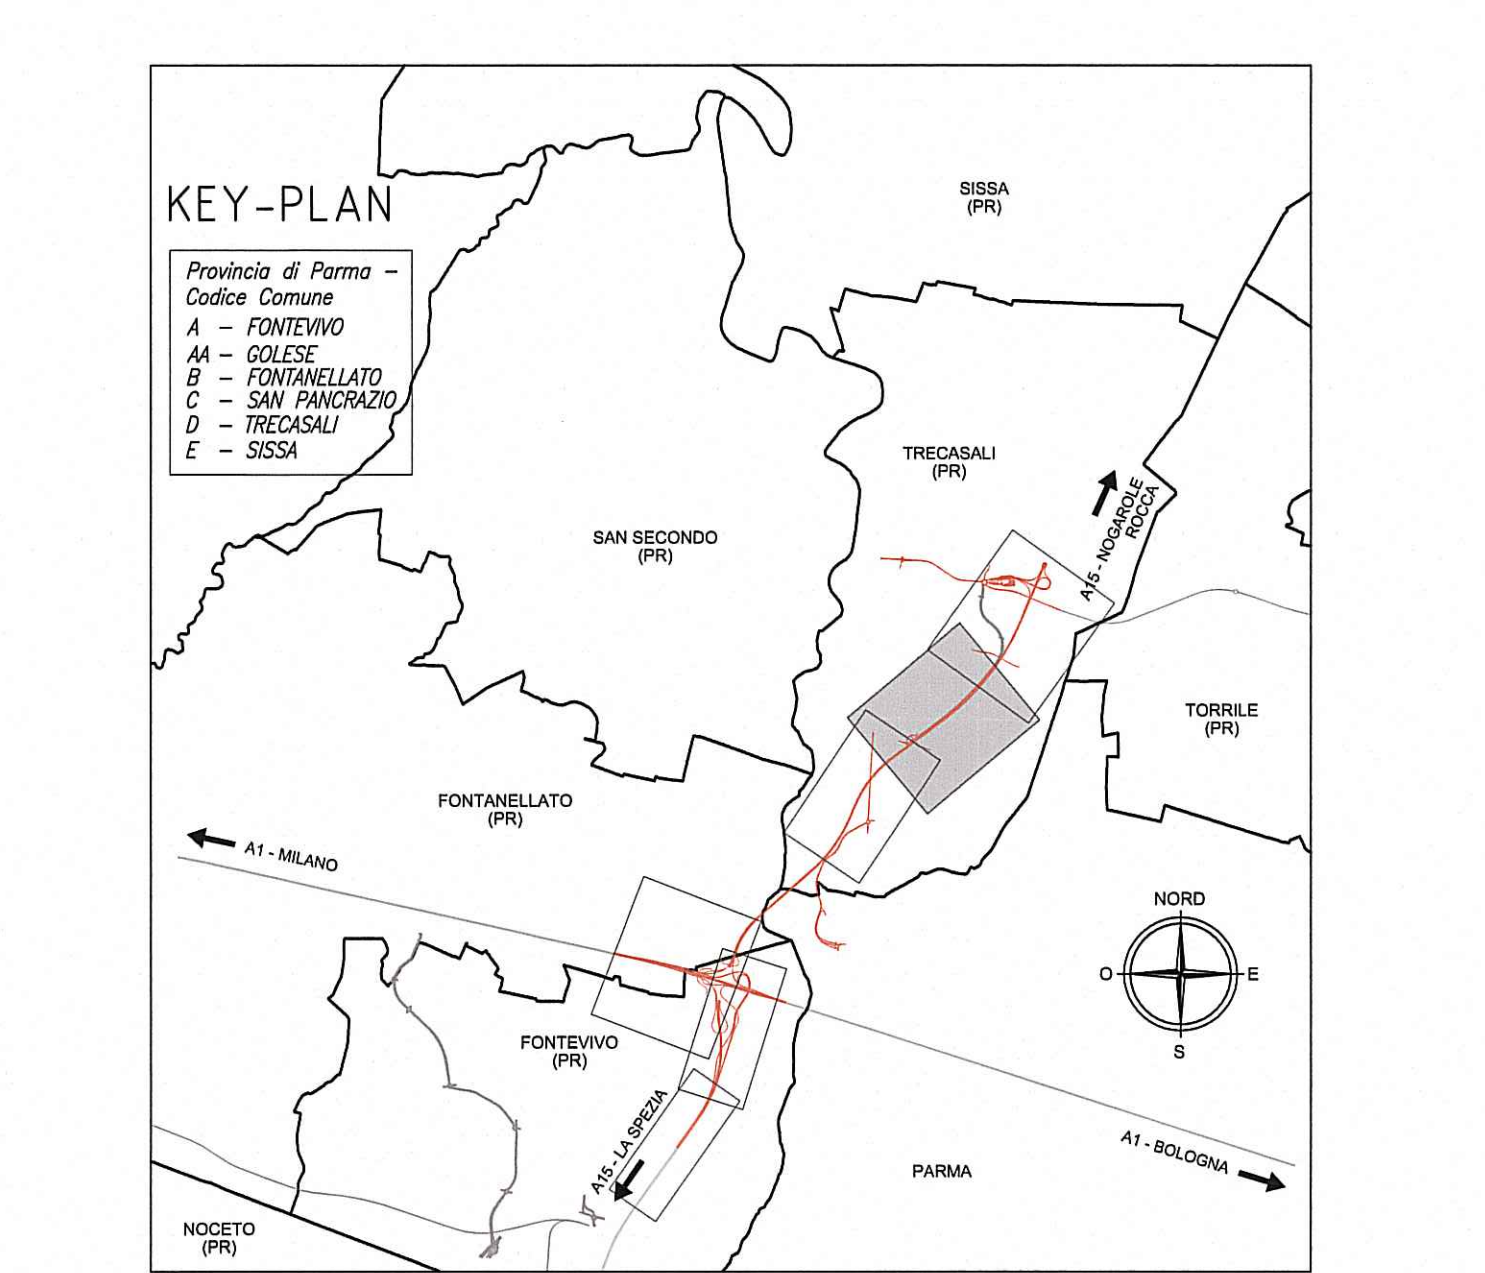 KEY-PLAN
Provincia di Parma -
Codice Comune
A - FONTEVIVO
AA - GOLESE
B - FONTANELLATO
C - SAN PANCRAZIO
D - TRECASALI
E - SISSA
SISSA
(PR)
TRECASALI
(PR)
A15 - NOGAROLE
ROCCA
SAN SECONDO
(PR)
TORRILE
(PR)
FONTANELLATO
(PR)
A1 - MILANO
NORD
O
E
S
FONTEVIVO
(PR)
A15 - LA SPEZIA
A1 - BOLOGNA
PARMA
NOCETO
(PR)